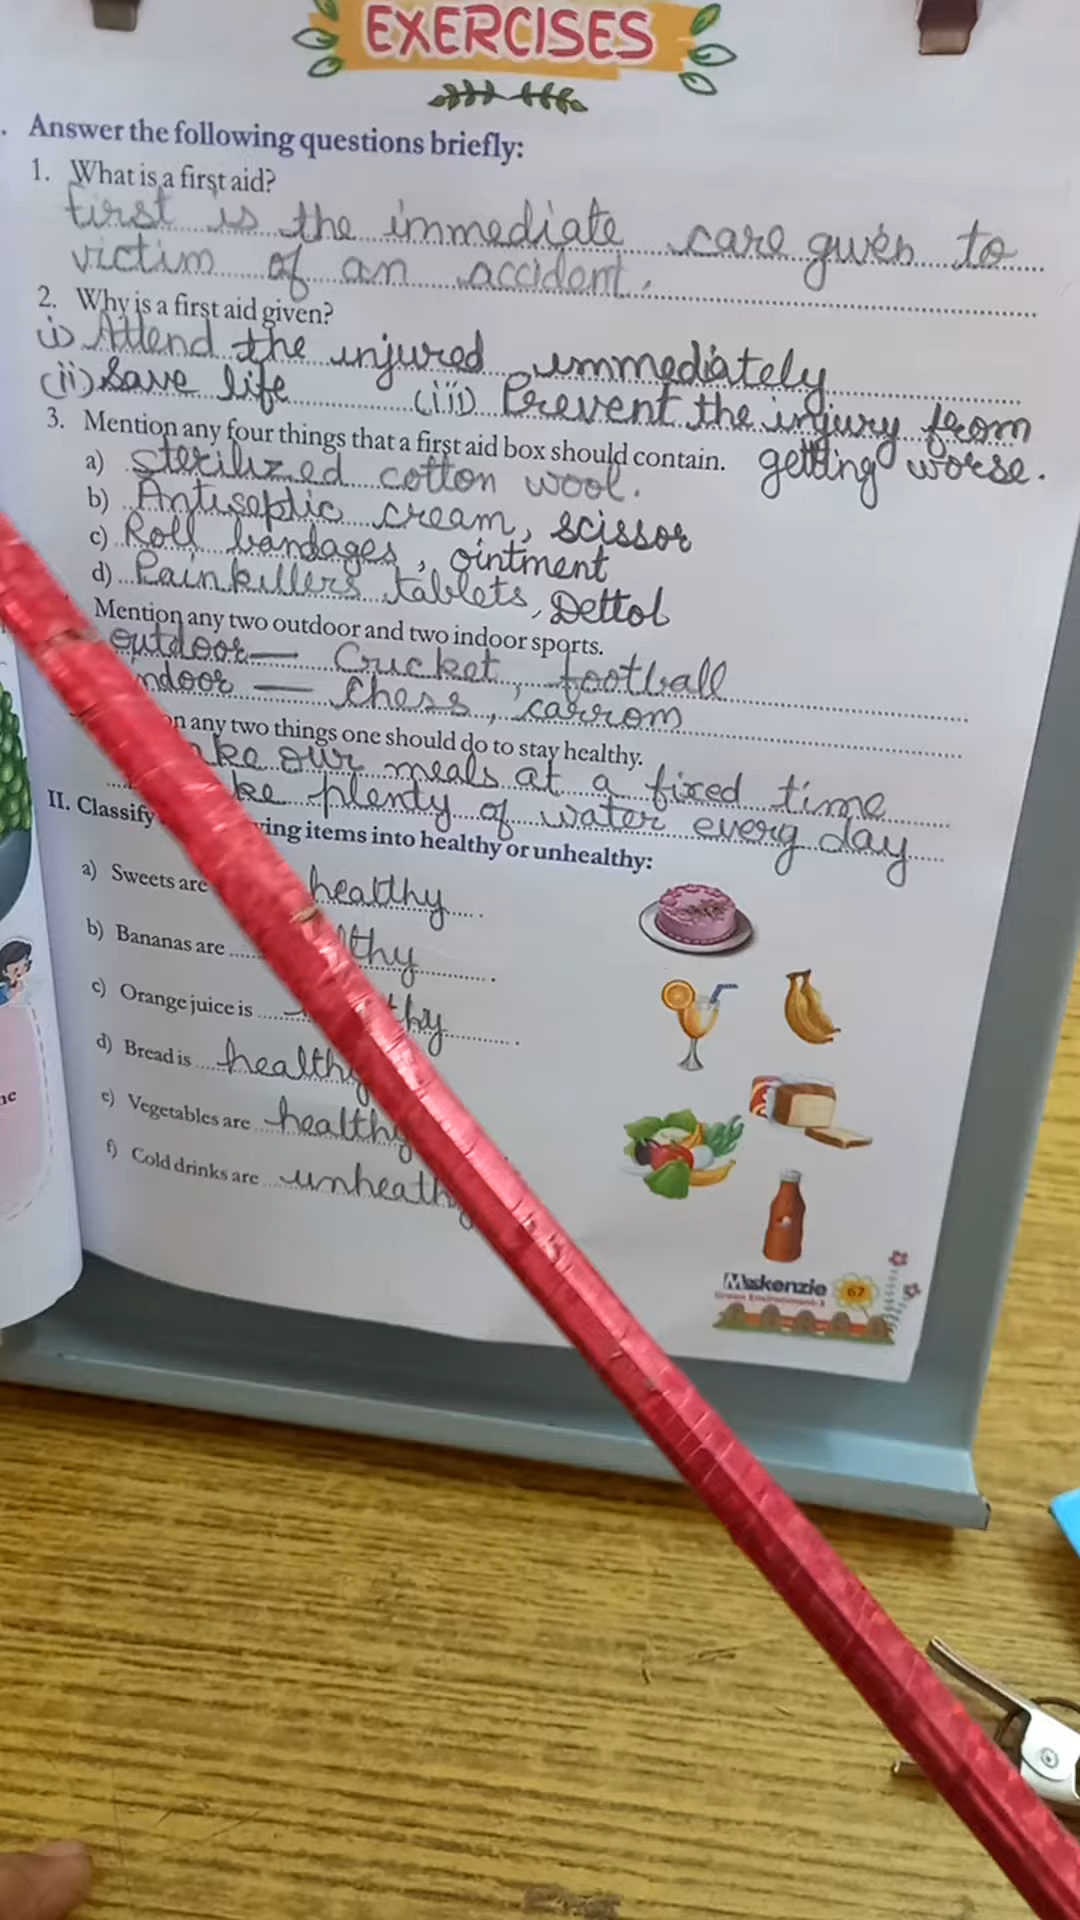 EXERCISES
. Answer the following questions briefly:
1. What is a first aid?
First is the immediate care given to
victim of an accident.
2. Why is a first aid given?
i) Attend the injured immediately
(ii) Save life (iii) Prevent the injury from
getting worse.
3. Mention any four things that a first aid box should contain.
a) sterilized cotton wool.
b) Antiseptic cream, scissor
c) Roll bandages, ointment
d) Painkillers tablets, Dettol
Mention any two outdoor and two indoor sports.
outdoor — Cricket, football
ndoor — chess, carrom
n any two things one should do to stay healthy.
ke our meals at a fixed time
ke plenty of water every day
II. Classify ing items into healthy or unhealthy:
a) Sweets are healthy
b) Bananas are lthy
c) Orange juice is thy
d) Bread is healthy
e) Vegetables are healthy
f) Cold drinks are unheath
Maskenzie 67